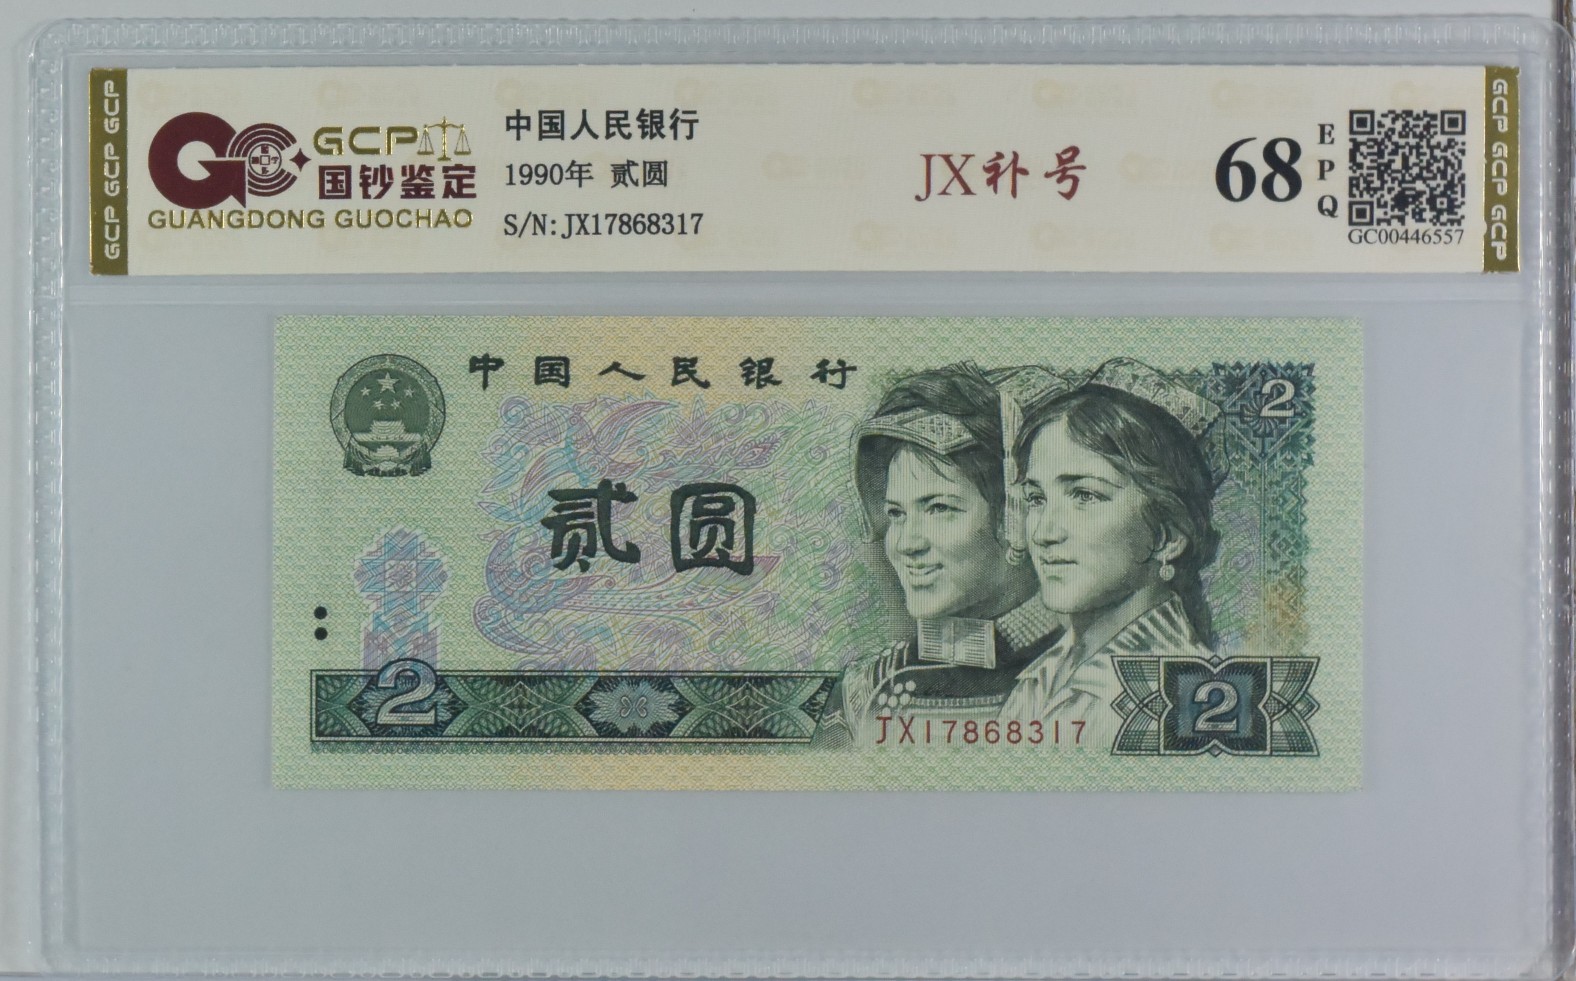 GCP GCP GCP
GCP
国钞鉴定
GUANGDONG GUOCHAO
中国人民银行
1990年 贰圆
S/N:JX17868317
JX补号
68
EPQ
GC00446557
GCP GCP GCP
中国人民银行
2
贰圆
2
JX17868317
2